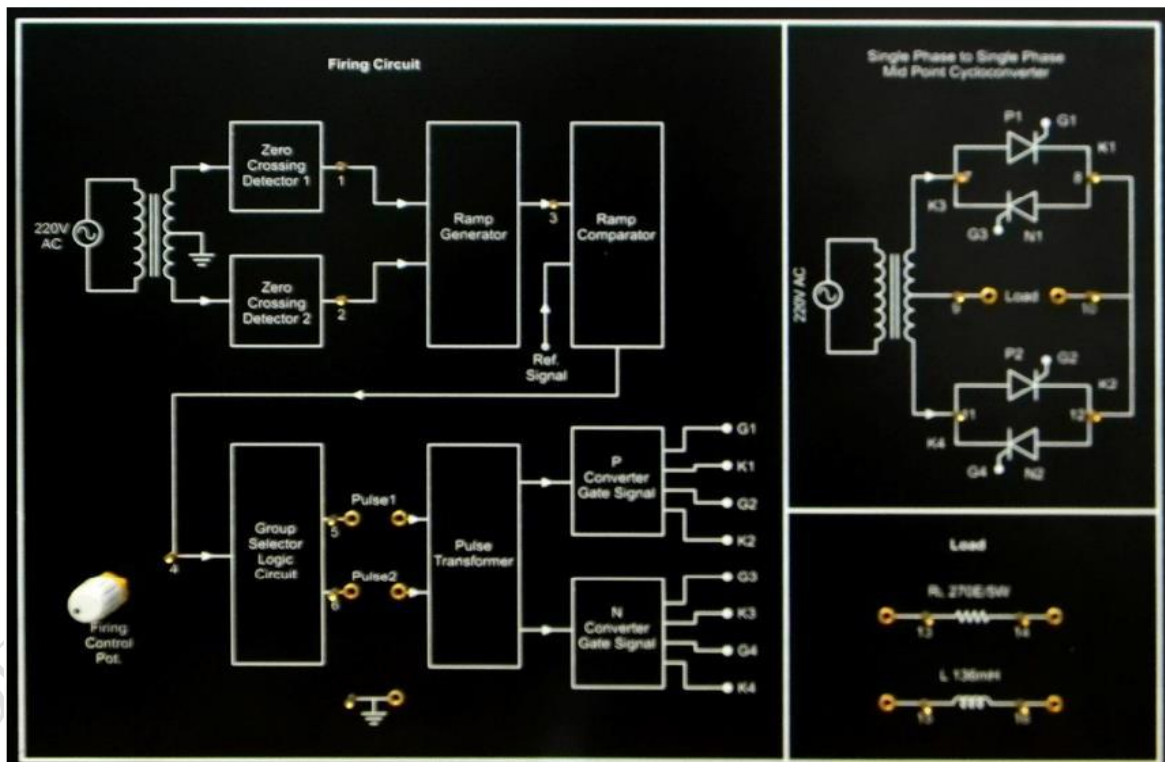 Firing Circuit
Zero
Crossing
Detector 1
1
220V
AC
Zero
Crossing
Detector 2
2
Ramp
Generator
3
Ramp
Comparator
Ref.
Signal
4
Firing
Control
Pot.
Group
Selector
Logic
Circuit
5
Pulse1
6
Pulse2
Pulse
Transformer
P
Converter
Gate Signal
G1
K1
G2
K2
N
Converter
Gate Signal
G3
K3
G4
K4
Single Phase to Single Phase
Mid Point Cycloconverter
P1
G1
K1
7
8
K3
G3
N1
220V AC
9
Load
10
P2
G2
K2
11
12
K4
G4
N2
Load
RL 270E/5W
13
14
L 136mH
15
16